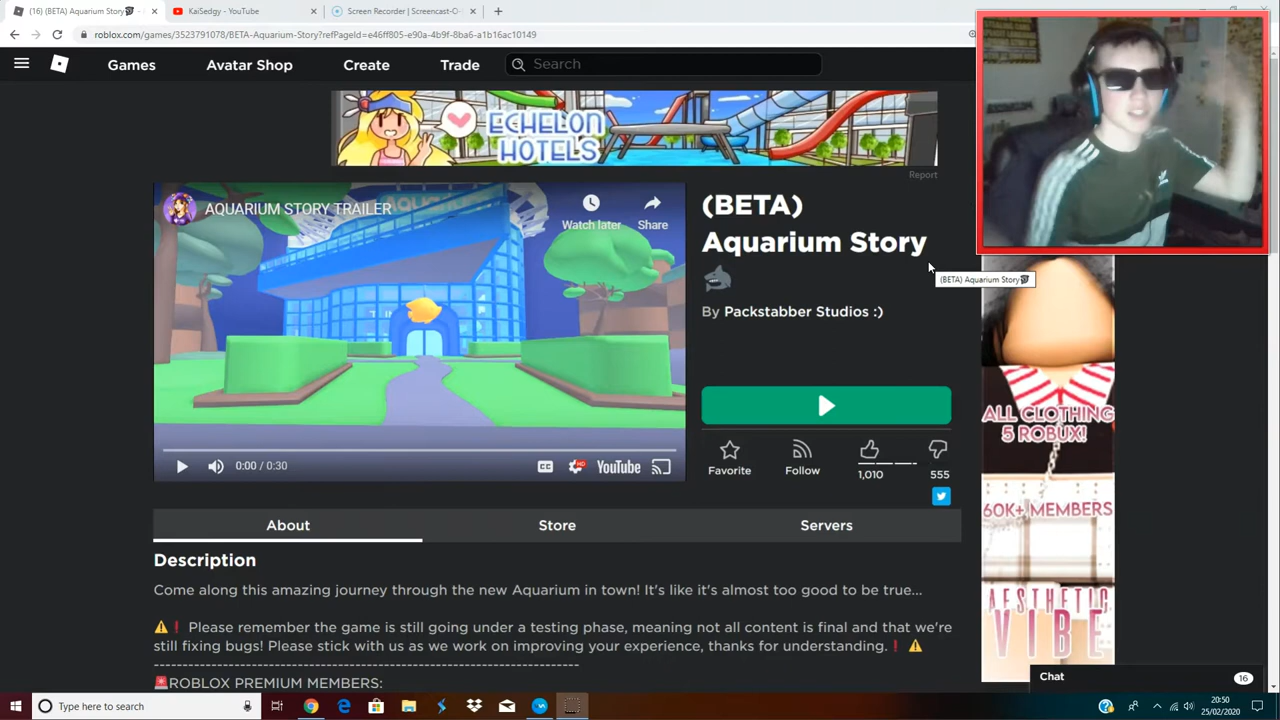 (16) (BETA) Aquarium Story
KaiSedgy - YouTube
Screen Recorder | Screencast-O-
roblox.com/games/3523791078/BETA-Aquarium-Story?PageId=e46ff805-e90a-4b9f-8ba6-a1b16ac10149
Games
Avatar Shop
Create
Trade
Search
ECHELON
HOTELS
Report
AQUARIUM STORY TRAILER
Watch later
Share
0:00 / 0:30
CC
HD
YouTube
(BETA)
Aquarium Story
(BETA) Aquarium Story
By Packstabber Studios :)
Favorite
Follow
1,010
555
ALL CLOTHING
5 ROBUX!
60K+ MEMBERS
AESTHETIC
VIBE
About
Store
Servers
Description
Come along this amazing journey through the new Aquarium in town! It's like it's almost too good to be true...
⚠️❗ Please remember the game is still going under a testing phase, meaning not all content is final and that we're
still fixing bugs! Please stick with us as we work on improving your experience, thanks for understanding.❗ ⚠️
--------------------------------------------------------------------------------
🚨ROBLOX PREMIUM MEMBERS:
Chat
16
Type here to search
20:50
25/02/2020